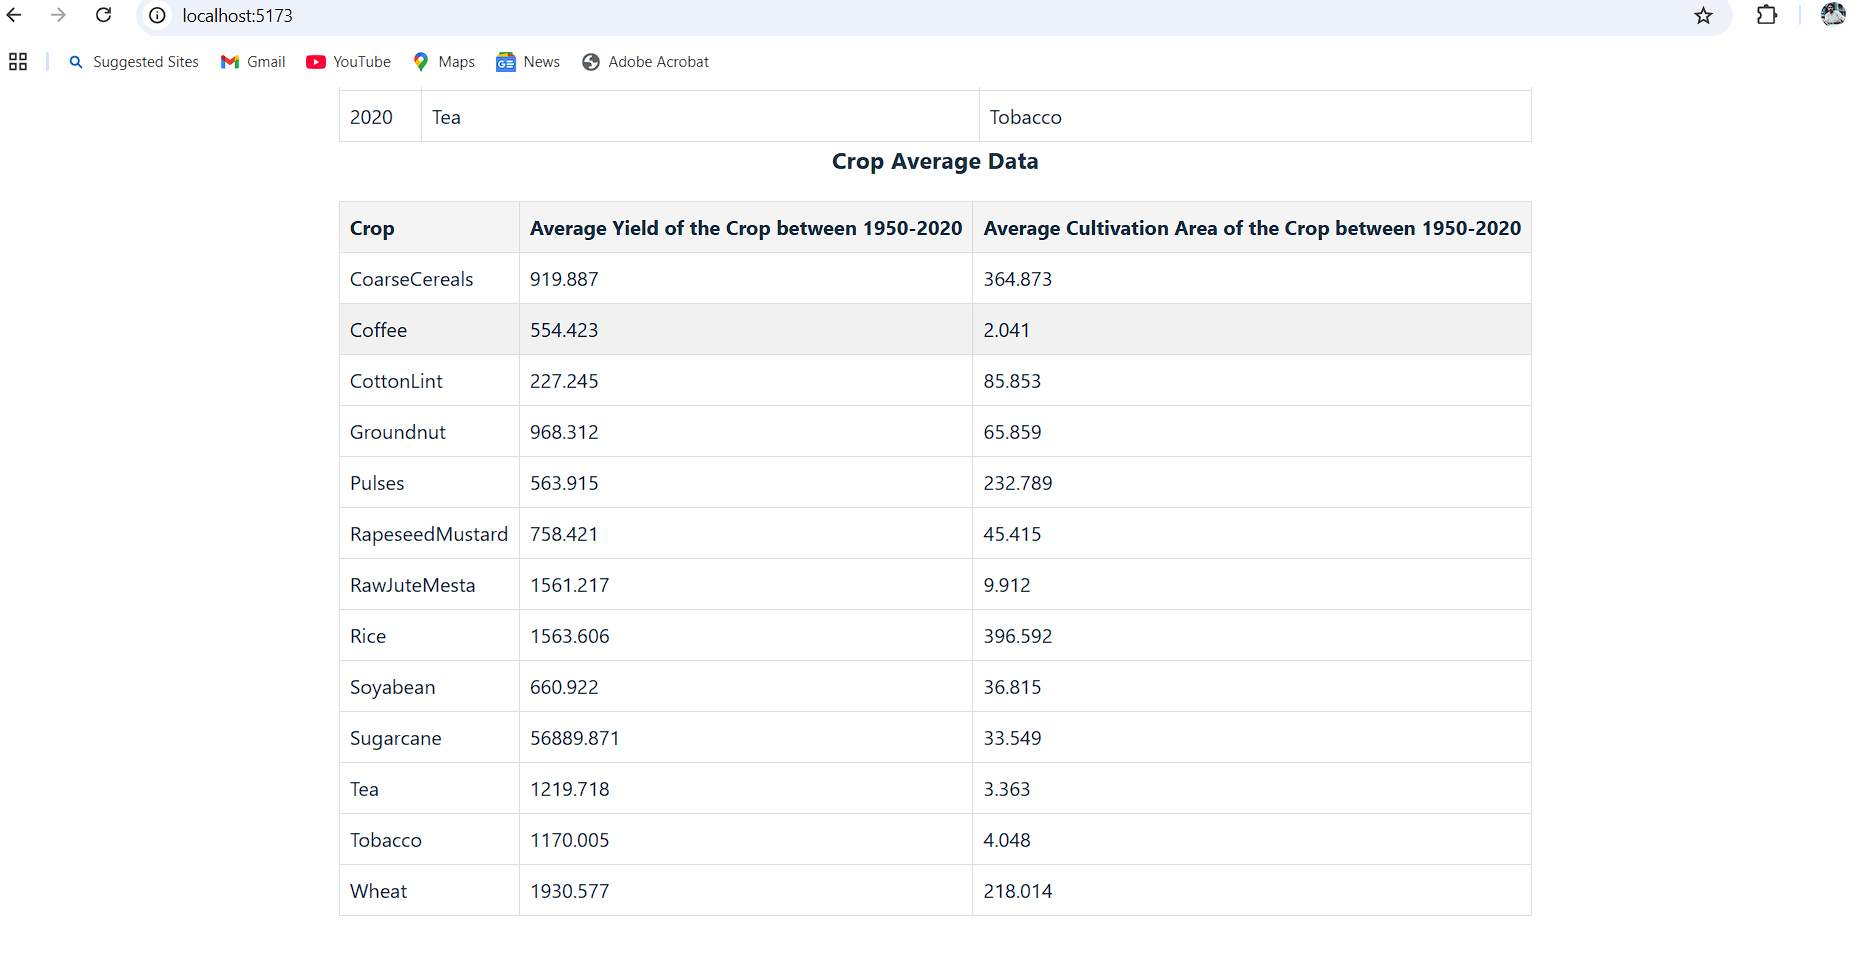 localhost:5173
Suggested Sites Gmail YouTube Maps GE News Adobe Acrobat
2020 Tea Tobacco
Crop Average Data
Crop Average Yield of the Crop between 1950-2020 Average Cultivation Area of the Crop between 1950-2020
CoarseCereals 919.887 364.873
Coffee 554.423 2.041
CottonLint 227.245 85.853
Groundnut 968.312 65.859
Pulses 563.915 232.789
RapeseedMustard 758.421 45.415
RawJuteMesta 1561.217 9.912
Rice 1563.606 396.592
Soyabean 660.922 36.815
Sugarcane 56889.871 33.549
Tea 1219.718 3.363
Tobacco 1170.005 4.048
Wheat 1930.577 218.014